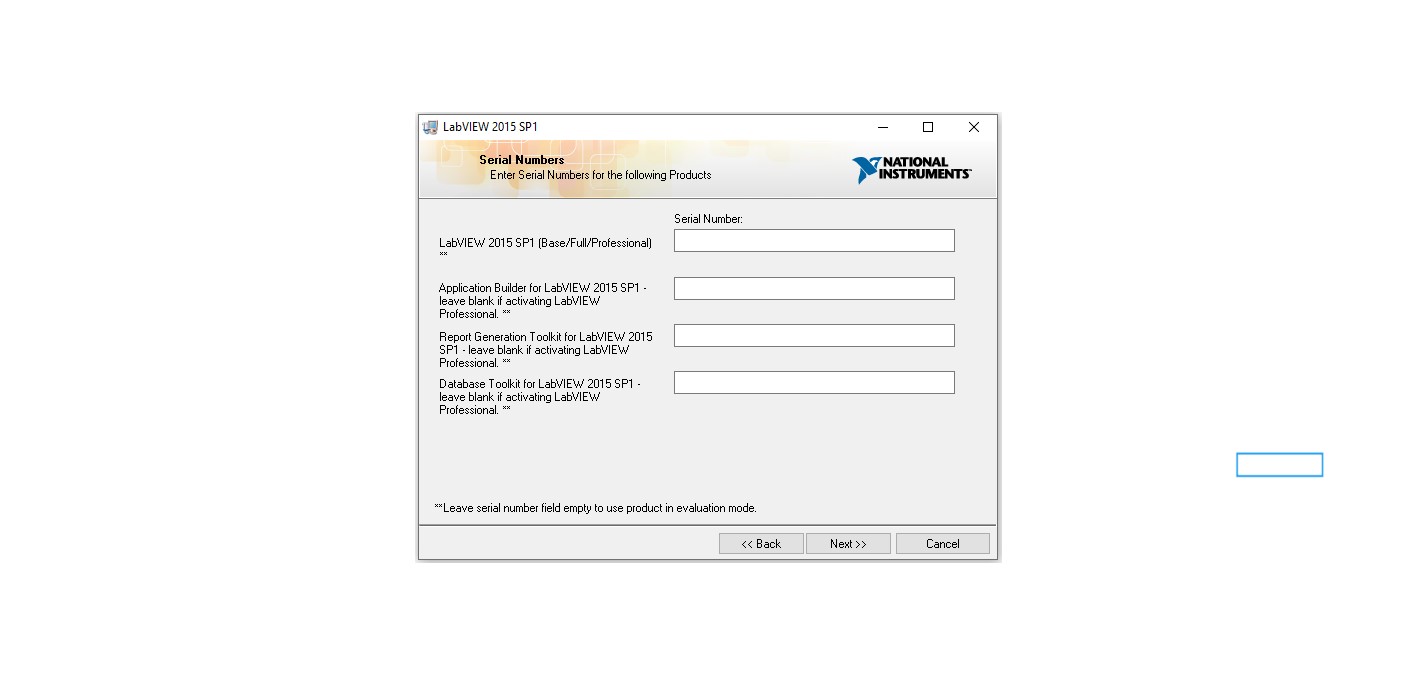 LabVIEW 2015 SP1
Serial Numbers
Enter Serial Numbers for the following Products
NATIONAL
INSTRUMENTS™
Serial Number:
LabVIEW 2015 SP1 (Base/Full/Professional)
**
Application Builder for LabVIEW 2015 SP1 -
leave blank if activating LabVIEW
Professional. **
Report Generation Toolkit for LabVIEW 2015
SP1 - leave blank if activating LabVIEW
Professional. **
Database Toolkit for LabVIEW 2015 SP1 -
leave blank if activating LabVIEW
Professional. **
**Leave serial number field empty to use product in evaluation mode.
<< Back
Next >>
Cancel